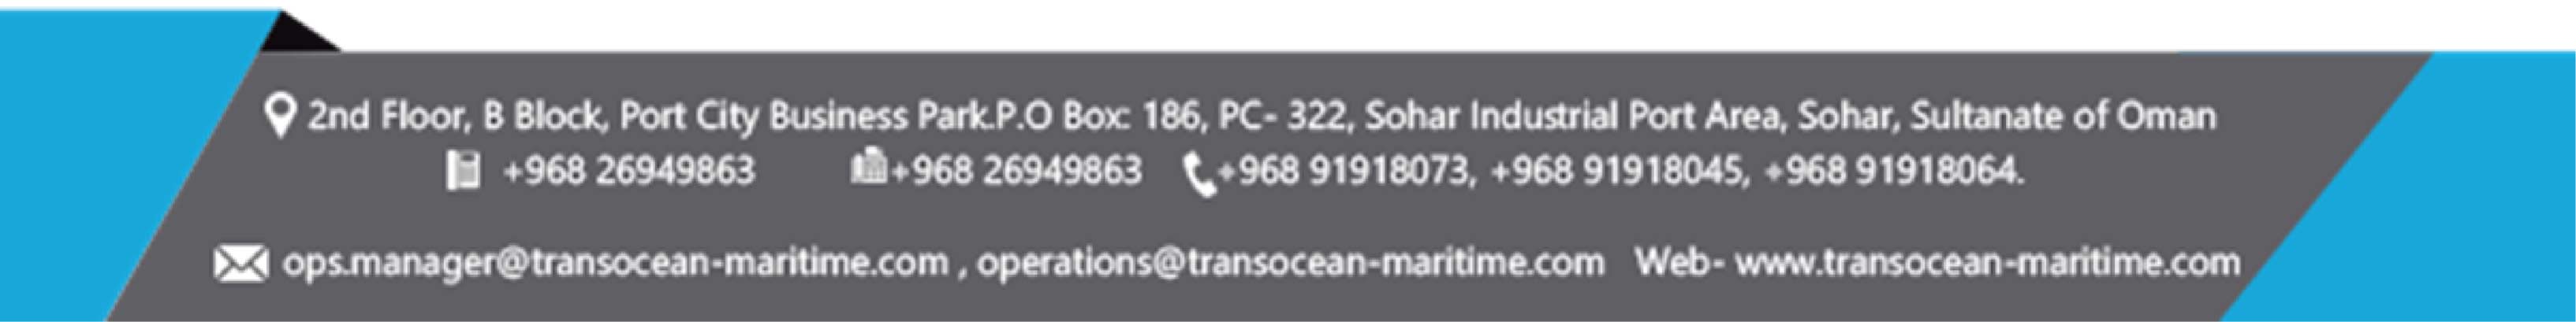 2nd Floor, B Block, Port City Business Park.P.O Box: 186, PC- 322, Sohar Industrial Port Area, Sohar, Sultanate of Oman
+968 26949863 +968 26949863 +968 91918073, +968 91918045, +968 91918064.
ops.manager@transocean-maritime.com , operations@transocean-maritime.com Web- www.transocean-maritime.com